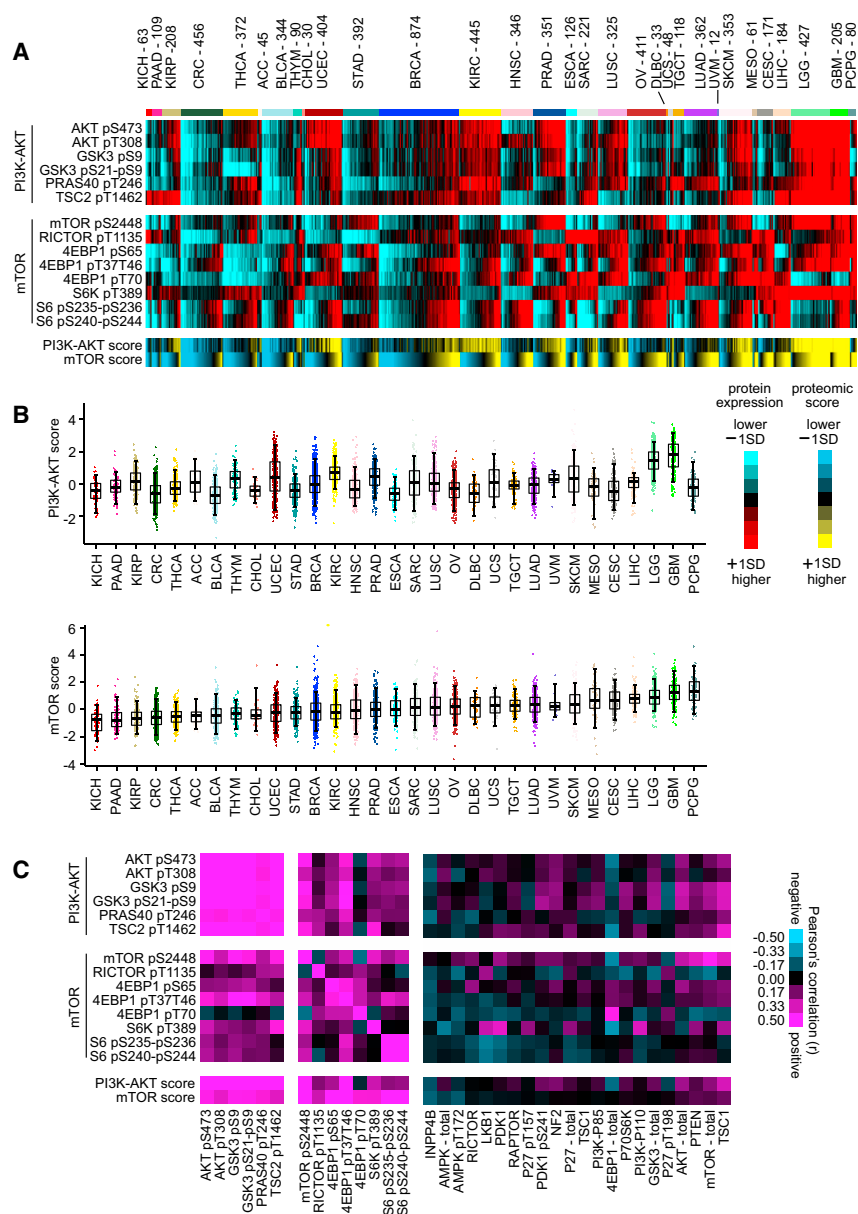 A
KICH - 63
PAAD - 109
KIRP -208
CRC - 456
THCA - 372
ACC - 45
BLCA - 344
THYM - 90
CHOL - 30
UCEC - 404
STAD - 392
BRCA - 874
KIRC - 445
HNSC - 346
PRAD - 351
ESCA - 126
SARC - 221
LUSC - 325
OV - 411
DLBC - 33
UCS - 48
TGCT - 118
LUAD - 362
UVM - 12
SKCM - 353
MESO - 61
CESC - 171
LIHC - 184
LGG - 427
GBM - 205
PCPG - 80
PI3K-AKT
AKT pS473
AKT pT308
GSK3 pS9
GSK3 pS21-pS9
PRAS40 pT246
TSC2 pT1462
mTOR
mTOR pS2448
RICTOR pT1135
4EBP1 pS65
4EBP1 pT37T46
4EBP1 pT70
S6K pT389
S6 pS235-pS236
S6 pS240-pS244
PI3K-AKT score
mTOR score
B
PI3K-AKT score
4
2
0
-2
KICH
PAAD
KIRP
CRC
THCA
ACC
BLCA
THYM
CHOL
UCEC
STAD
BRCA
KIRC
HNSC
PRAD
ESCA
SARC
LUSC
OV
DLBC
UCS
TGCT
LUAD
UVM
SKCM
MESO
CESC
LIHC
LGG
GBM
PCPG
protein
expression
lower
−1SD
+1SD
higher
proteomic
score
lower
−1SD
+1SD
higher
mTOR score
6
4
2
0
-2
-4
KICH
PAAD
KIRP
CRC
THCA
ACC
BLCA
THYM
CHOL
UCEC
STAD
BRCA
KIRC
HNSC
PRAD
ESCA
SARC
LUSC
OV
DLBC
UCS
TGCT
LUAD
UVM
SKCM
MESO
CESC
LIHC
LGG
GBM
PCPG
C
PI3K-AKT
AKT pS473
AKT pT308
GSK3 pS9
GSK3 pS21-pS9
PRAS40 pT246
TSC2 pT1462
mTOR
mTOR pS2448
RICTOR pT1135
4EBP1 pS65
4EBP1 pT37T46
4EBP1 pT70
S6K pT389
S6 pS235-pS236
S6 pS240-pS244
PI3K-AKT score
mTOR score
AKT pS473
AKT pT308
GSK3 pS9
GSK3 pS21-pS9
PRAS40 pT246
TSC2 pT1462
mTOR pS2448
RICTOR pT1135
4EBP1 pS65
4EBP1 pT37T46
4EBP1 pT70
S6K pT389
S6 pS235-pS236
S6 pS240-pS244
INPP4B
AMPK - total
AMPK pT172
RICTOR
LKB1
PDK1
RAPTOR
P27 pT157
PDK1 pS241
NF2
P27 - total
TSC1
PI3K-P85
4EBP1 - total
P70S6K
PI3K-P110
GSK3 - total
P27 pT198
AKT - total
PTEN
mTOR - total
TSC1
negative
-0.50
-0.33
-0.17
0.00
0.17
0.33
0.50
positive
Pearson's correlation (r)